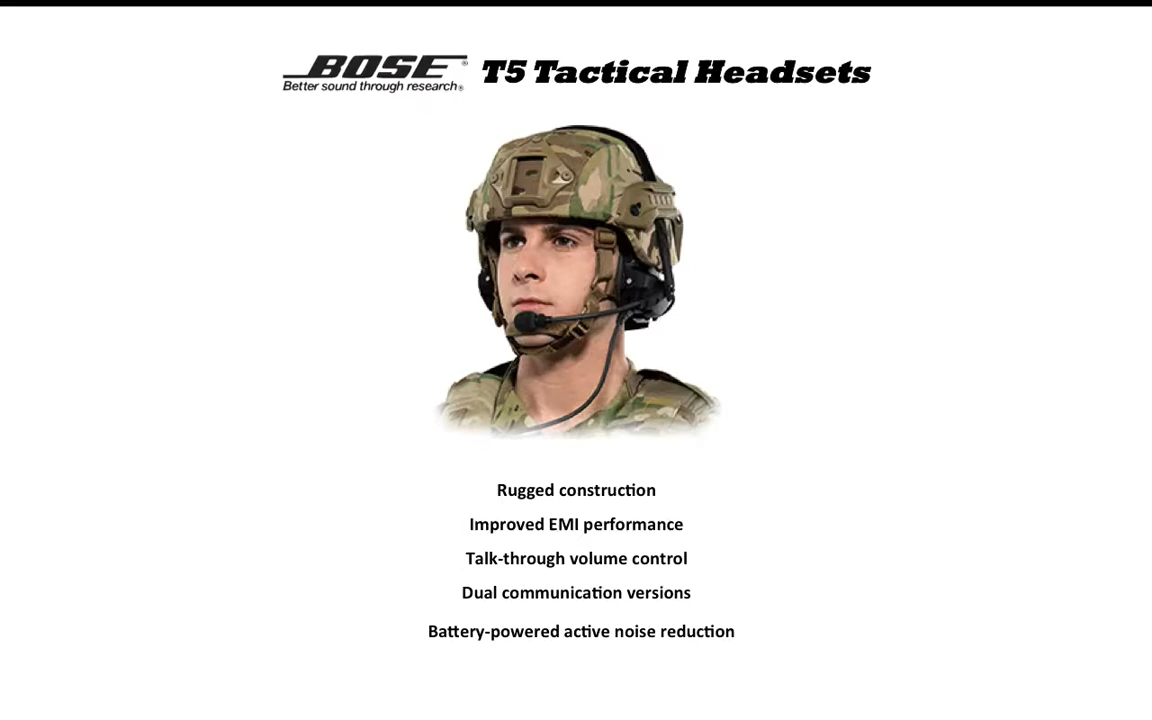 BOSE® T5 Tactical Headsets
Better sound through research®
Rugged construction
Improved EMI performance
Talk-through volume control
Dual communication versions
Battery-powered active noise reduction